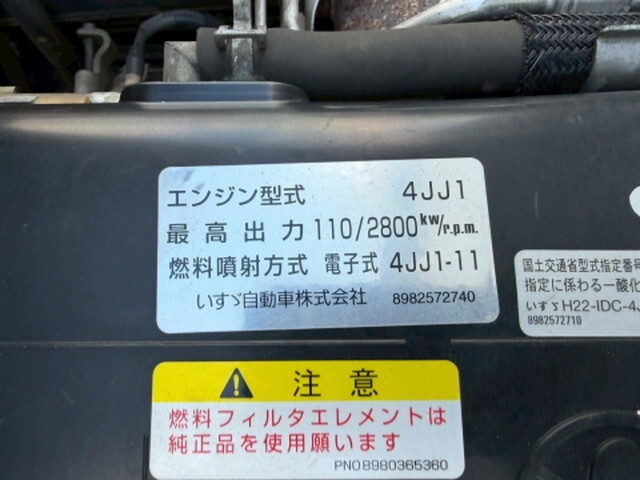 エンジン型式 4JJ1
最高出力 110/2800kw/r.p.m.
燃料噴射方式 電子式 4JJ1-11
いすゞ自動車株式会社 8982572740
国土交通省型式指定番号
指定に係わる一酸化
いすゞH22-IDC-4J
8982572710
注意
燃料フィルタエレメントは
純正品を使用願います
PNO8980365360